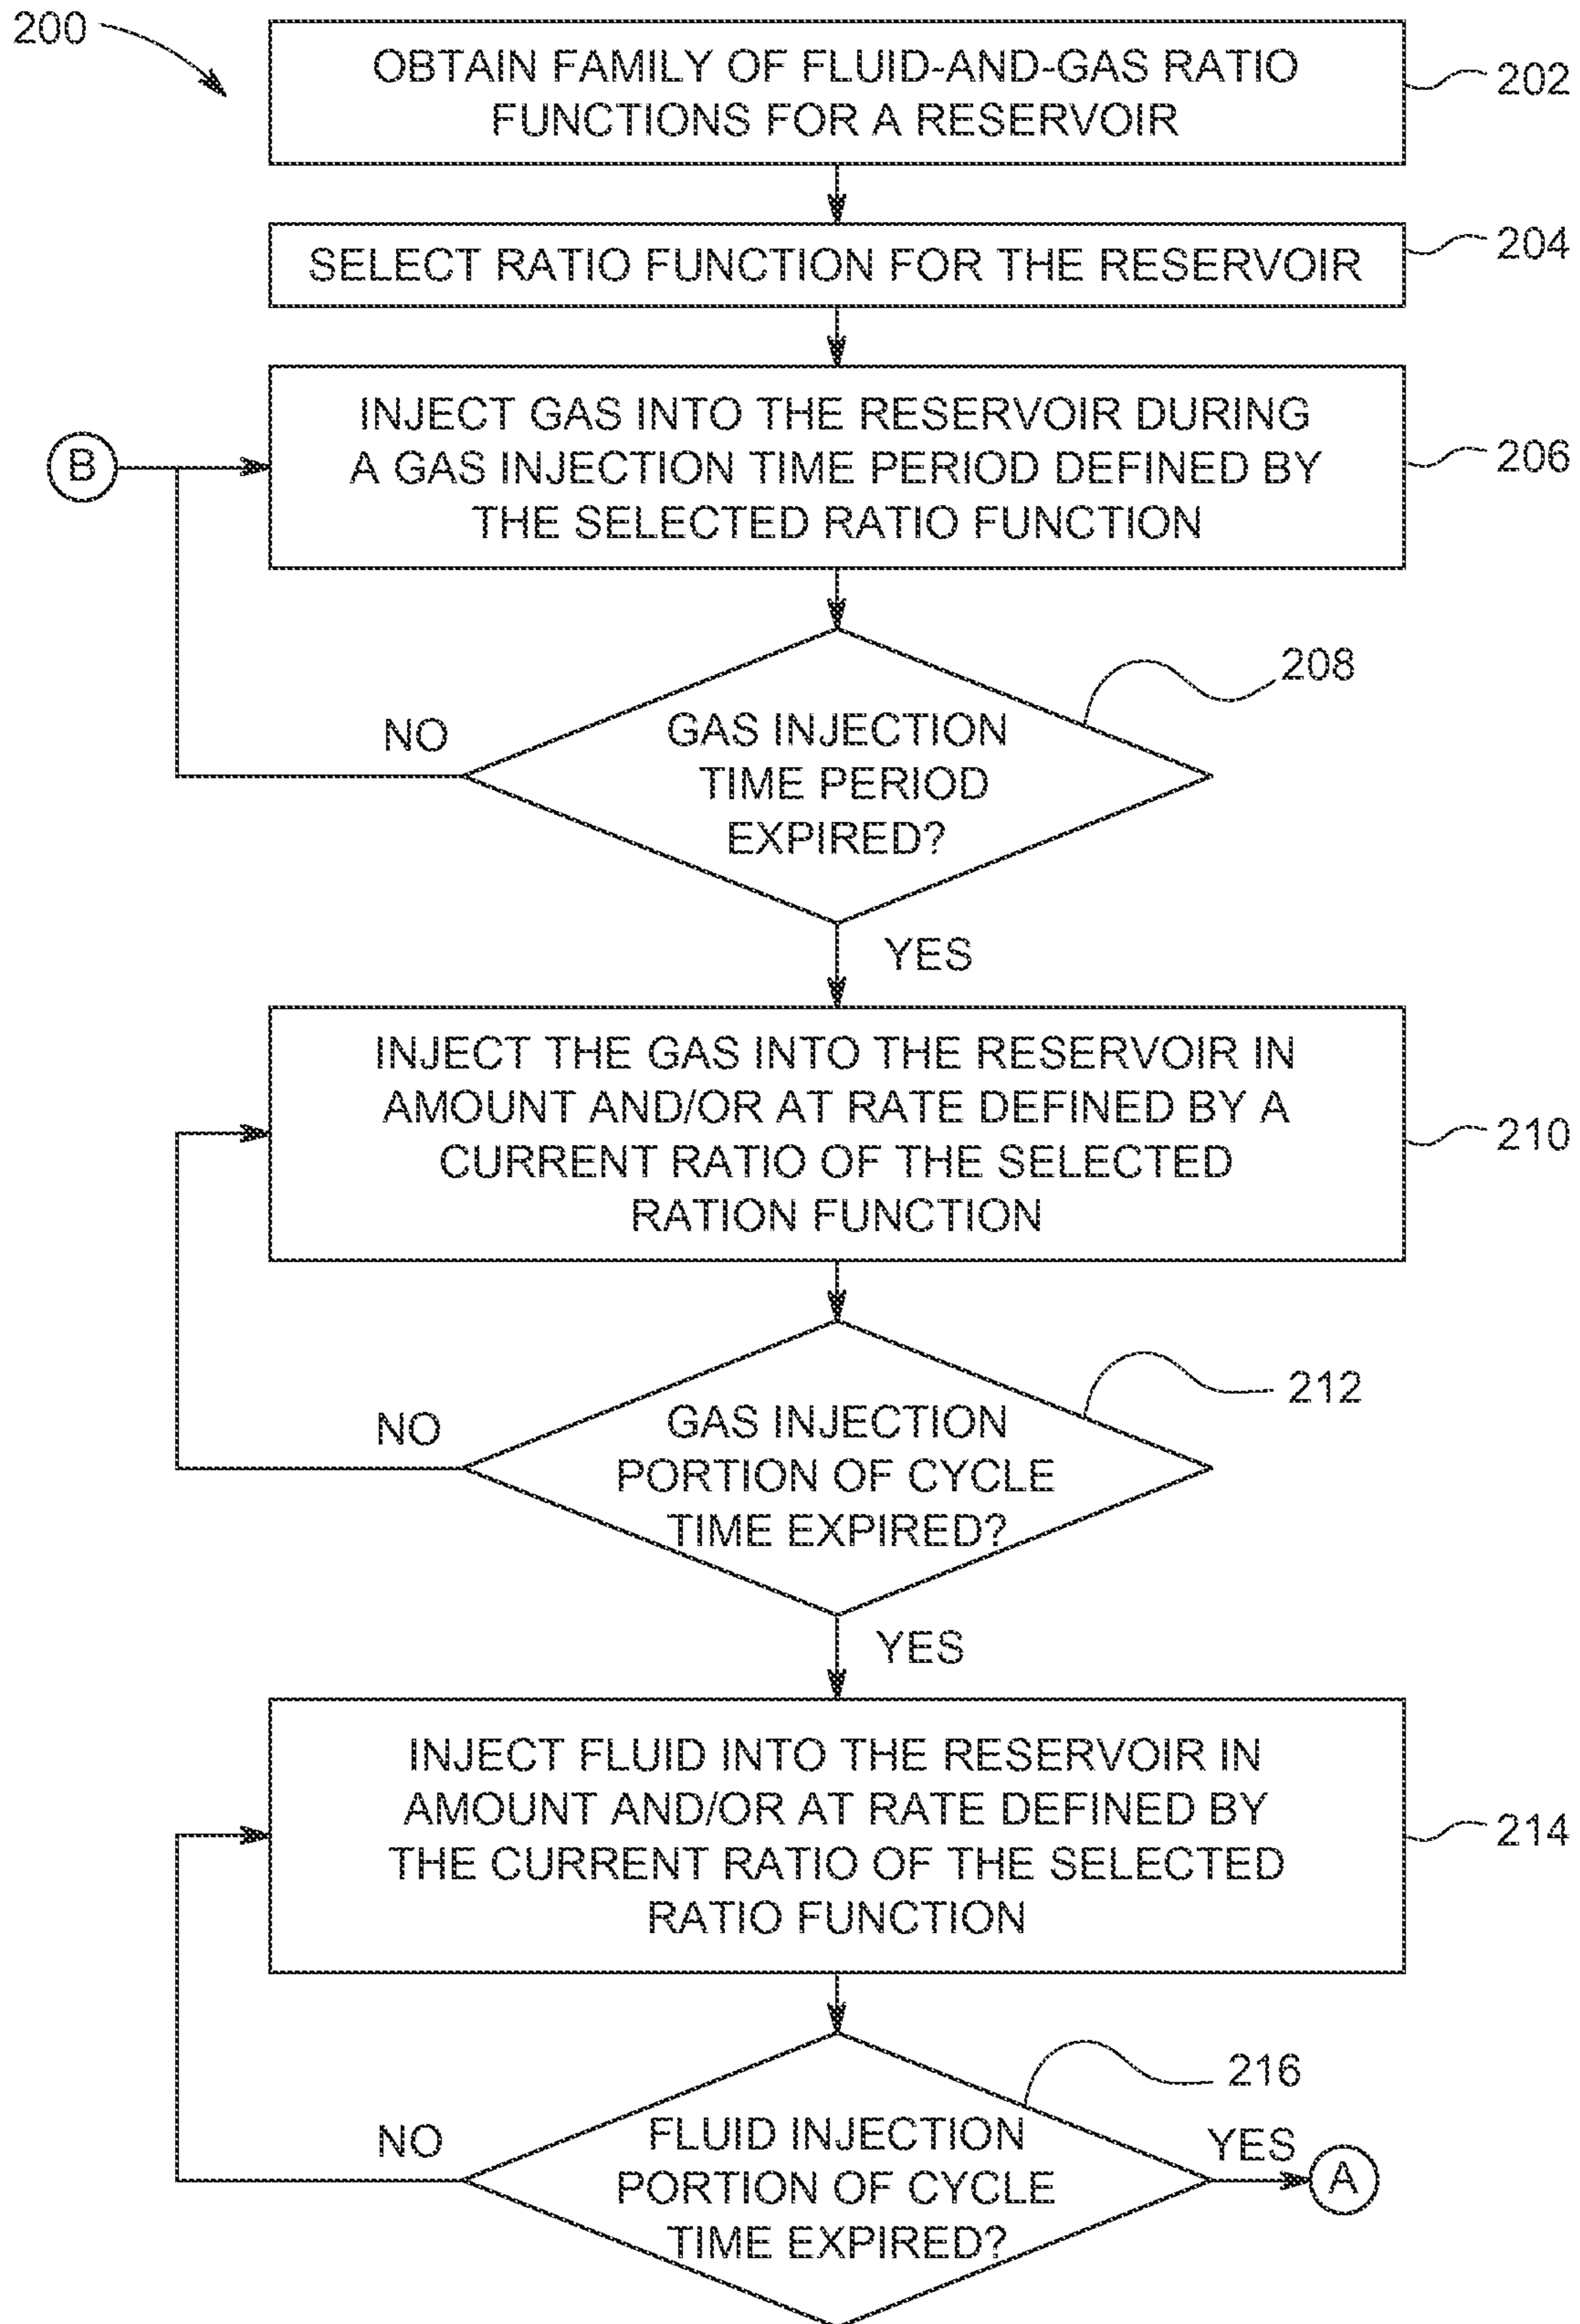 200
OBTAIN FAMILY OF FLUID-AND-GAS RATIO
FUNCTIONS FOR A RESERVOIR
202
SELECT RATIO FUNCTION FOR THE RESERVOIR
204
INJECT GAS INTO THE RESERVOIR DURING
A GAS INJECTION TIME PERIOD DEFINED BY
THE SELECTED RATIO FUNCTION
206
B
208
GAS INJECTION
TIME PERIOD
EXPIRED?
NO
YES
INJECT THE GAS INTO THE RESERVOIR IN
AMOUNT AND/OR AT RATE DEFINED BY A
CURRENT RATIO OF THE SELECTED
RATION FUNCTION
210
212
GAS INJECTION
PORTION OF CYCLE
TIME EXPIRED?
NO
YES
INJECT FLUID INTO THE RESERVOIR IN
AMOUNT AND/OR AT RATE DEFINED BY
THE CURRENT RATIO OF THE SELECTED
RATIO FUNCTION
214
216
FLUID INJECTION
PORTION OF CYCLE
TIME EXPIRED?
NO
YES
A